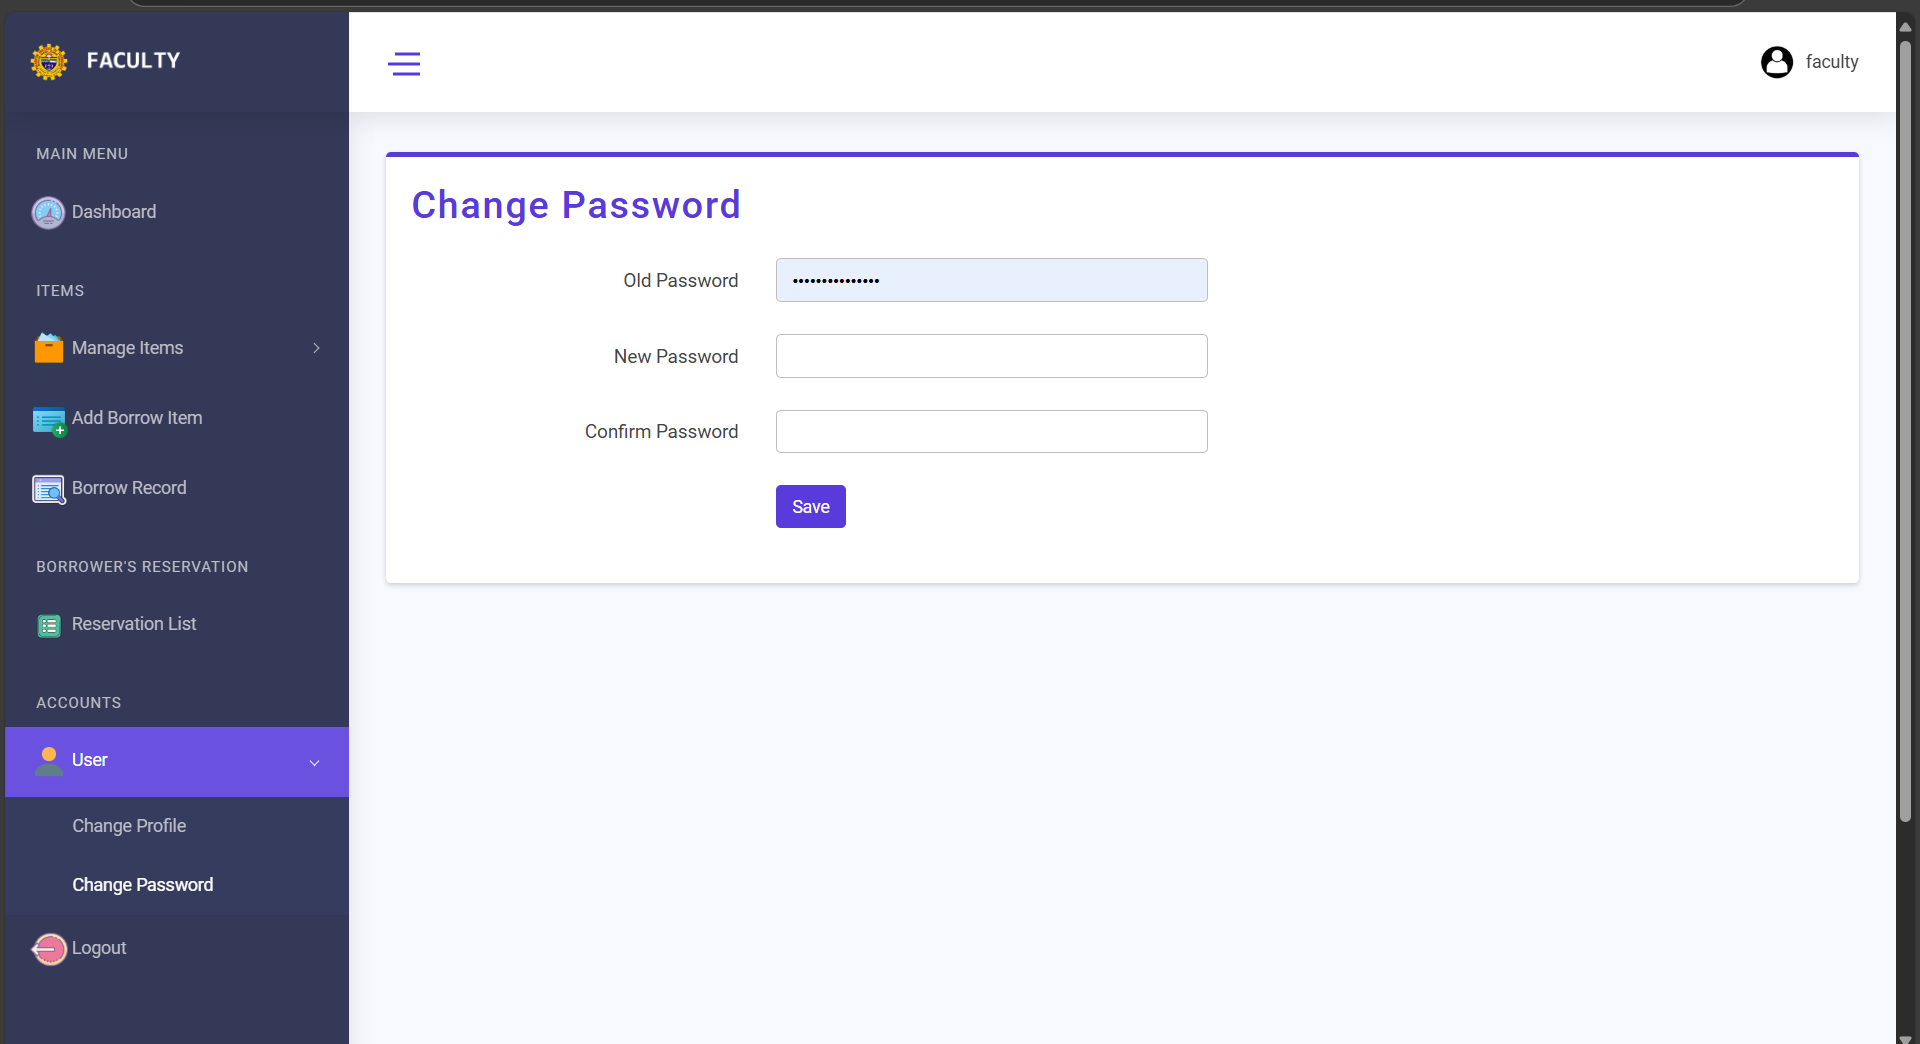 FACULTY
faculty
MAIN MENU
Dashboard
ITEMS
Manage Items
Add Borrow Item
Borrow Record
BORROWER'S RESERVATION
Reservation List
ACCOUNTS
User
Change Profile
Change Password
Logout
Change Password
Old Password
•••••••••••••••
New Password
Confirm Password
Save